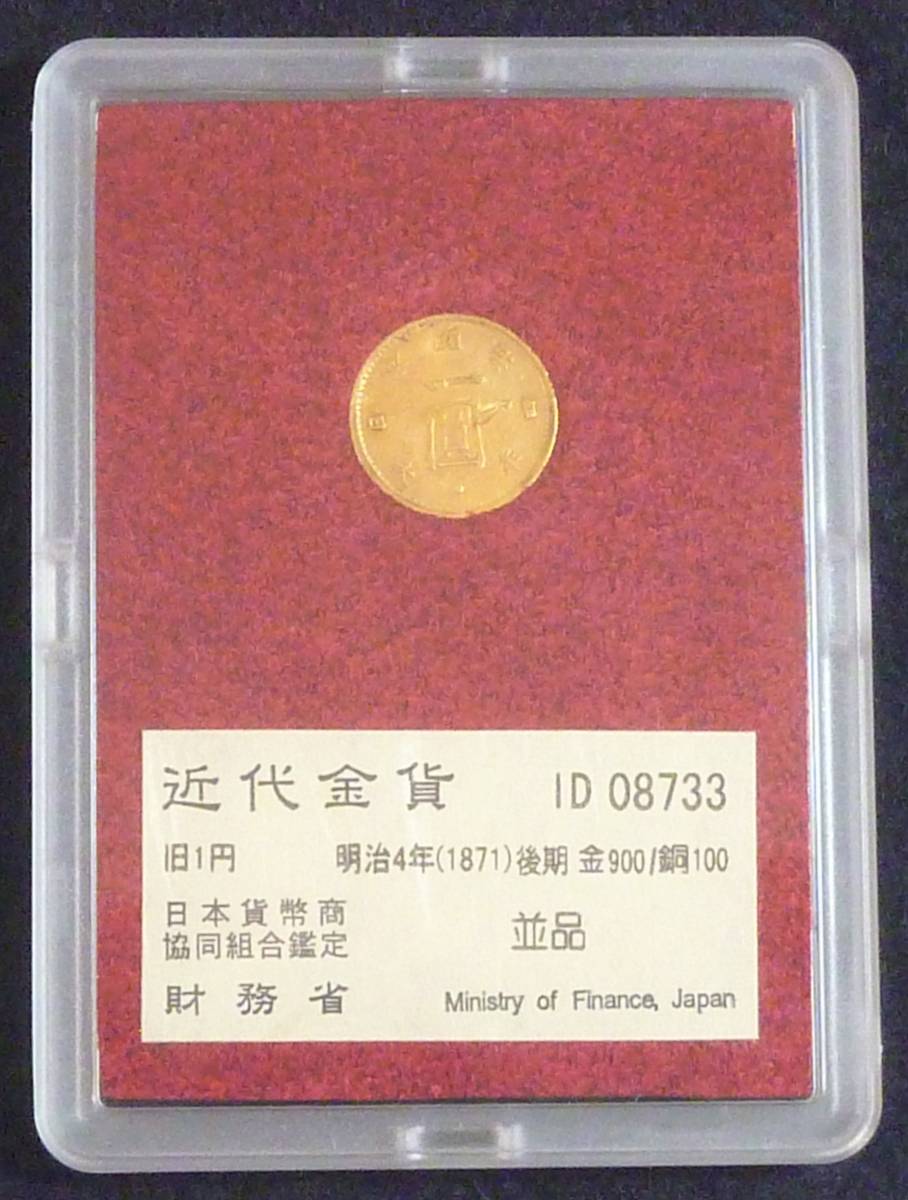 近代金貨 ID 08733
旧1円 明治4年(1871)後期 金900/銅100
日本貨幣商
協同組合鑑定
並品
財務省 Ministry of Finance, Japan